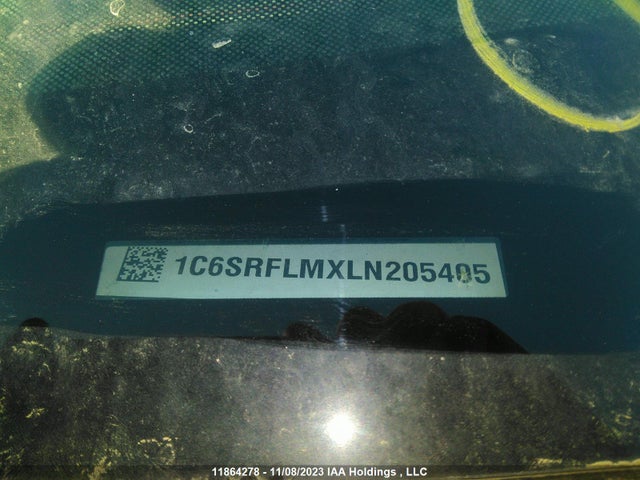 1C6SRFLMXLN205405
11864278 - 11/08/2023 IAA Holdings , LLC